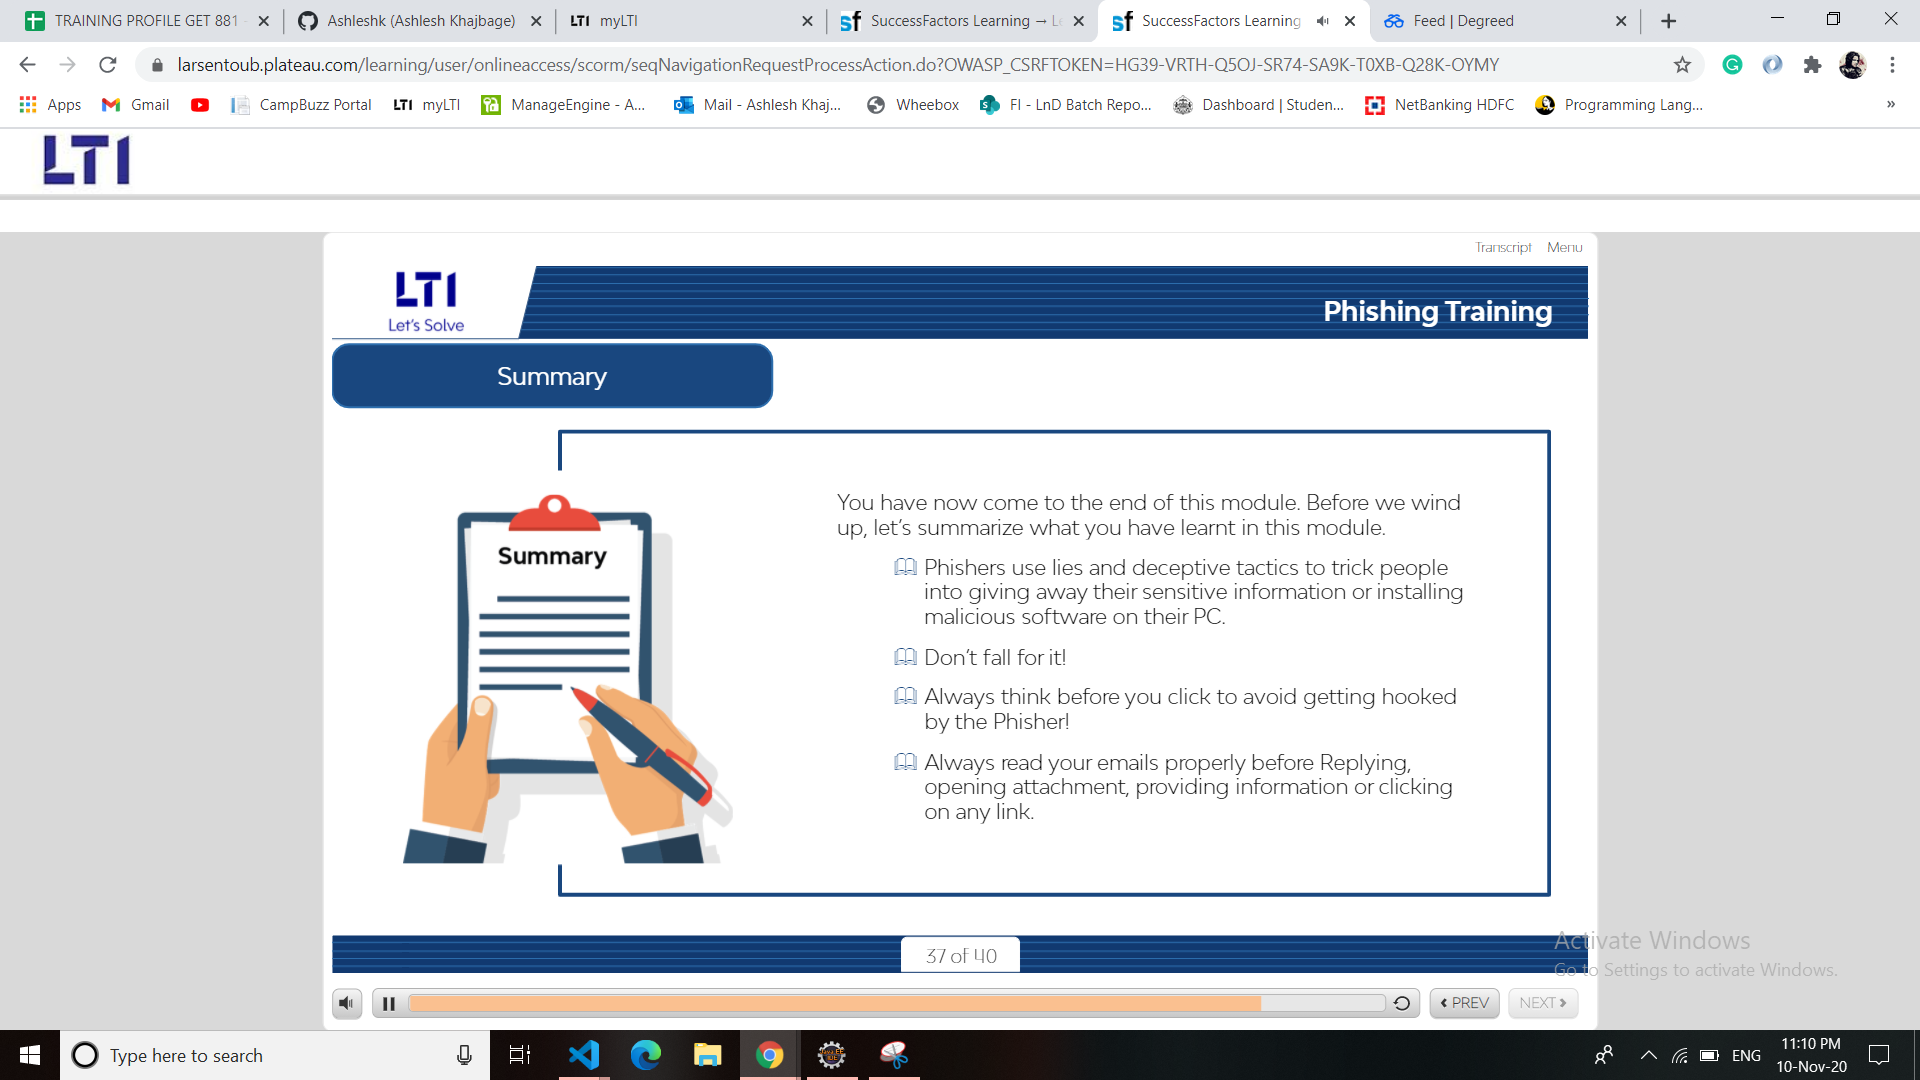 TRAINING PROFILE GET 881
Ashleshk (Ashlesh Khajbage)
LTI myLTI
SuccessFactors Learning → L
SuccessFactors Learning
Feed | Degreed
larsentoub.plateau.com/learning/user/onlineaccess/scorm/seqNavigationRequestProcessAction.do?OWASP_CSRFTOKEN=HG39-VRTH-Q5OJ-SR74-SA9K-T0XB-Q28K-OYMY
Apps
Gmail
CampBuzz Portal
LTI myLTI
ManageEngine - A...
Mail - Ashlesh Khaj...
Wheebox
FI - LnD Batch Repo...
Dashboard | Studen...
NetBanking HDFC
Programming Lang...
»
LTI
Transcript Menu
LTI
Let's Solve
Phishing Training
Summary
Summary
You have now come to the end of this module. Before we wind
up, let's summarize what you have learnt in this module.
Phishers use lies and deceptive tactics to trick people
into giving away their sensitive information or installing
malicious software on their PC.
Don't fall for it!
Always think before you click to avoid getting hooked
by the Phisher!
Always read your emails properly before Replying,
opening attachment, providing information or clicking
on any link.
37 of 40
Activate Windows
Go to Settings to activate Windows.
PREV
NEXT
Type here to search
ENG
11:10 PM
10-Nov-20